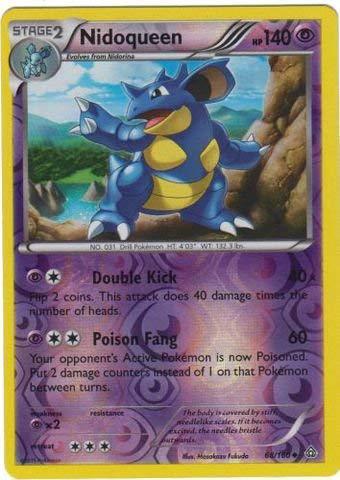 STAGE2 Nidoqueen HP140
Evolves from Nidorina
NO. 031 Drill Pokémon HT: 4'03" WT: 132.3 lbs.
Double Kick 40×
Flip 2 coins. This attack does 40 damage times the
number of heads.
Poison Fang 60
Your opponent's Active Pokémon is now Poisoned.
Put 2 damage counters instead of 1 on that Pokémon
between turns.
weakness resistance
×2
retreat
The body is covered by stiff,
needlelike scales. If it becomes
excited, the needles bristle
outwards.
Illus. Masakazu Fukuda
68/160